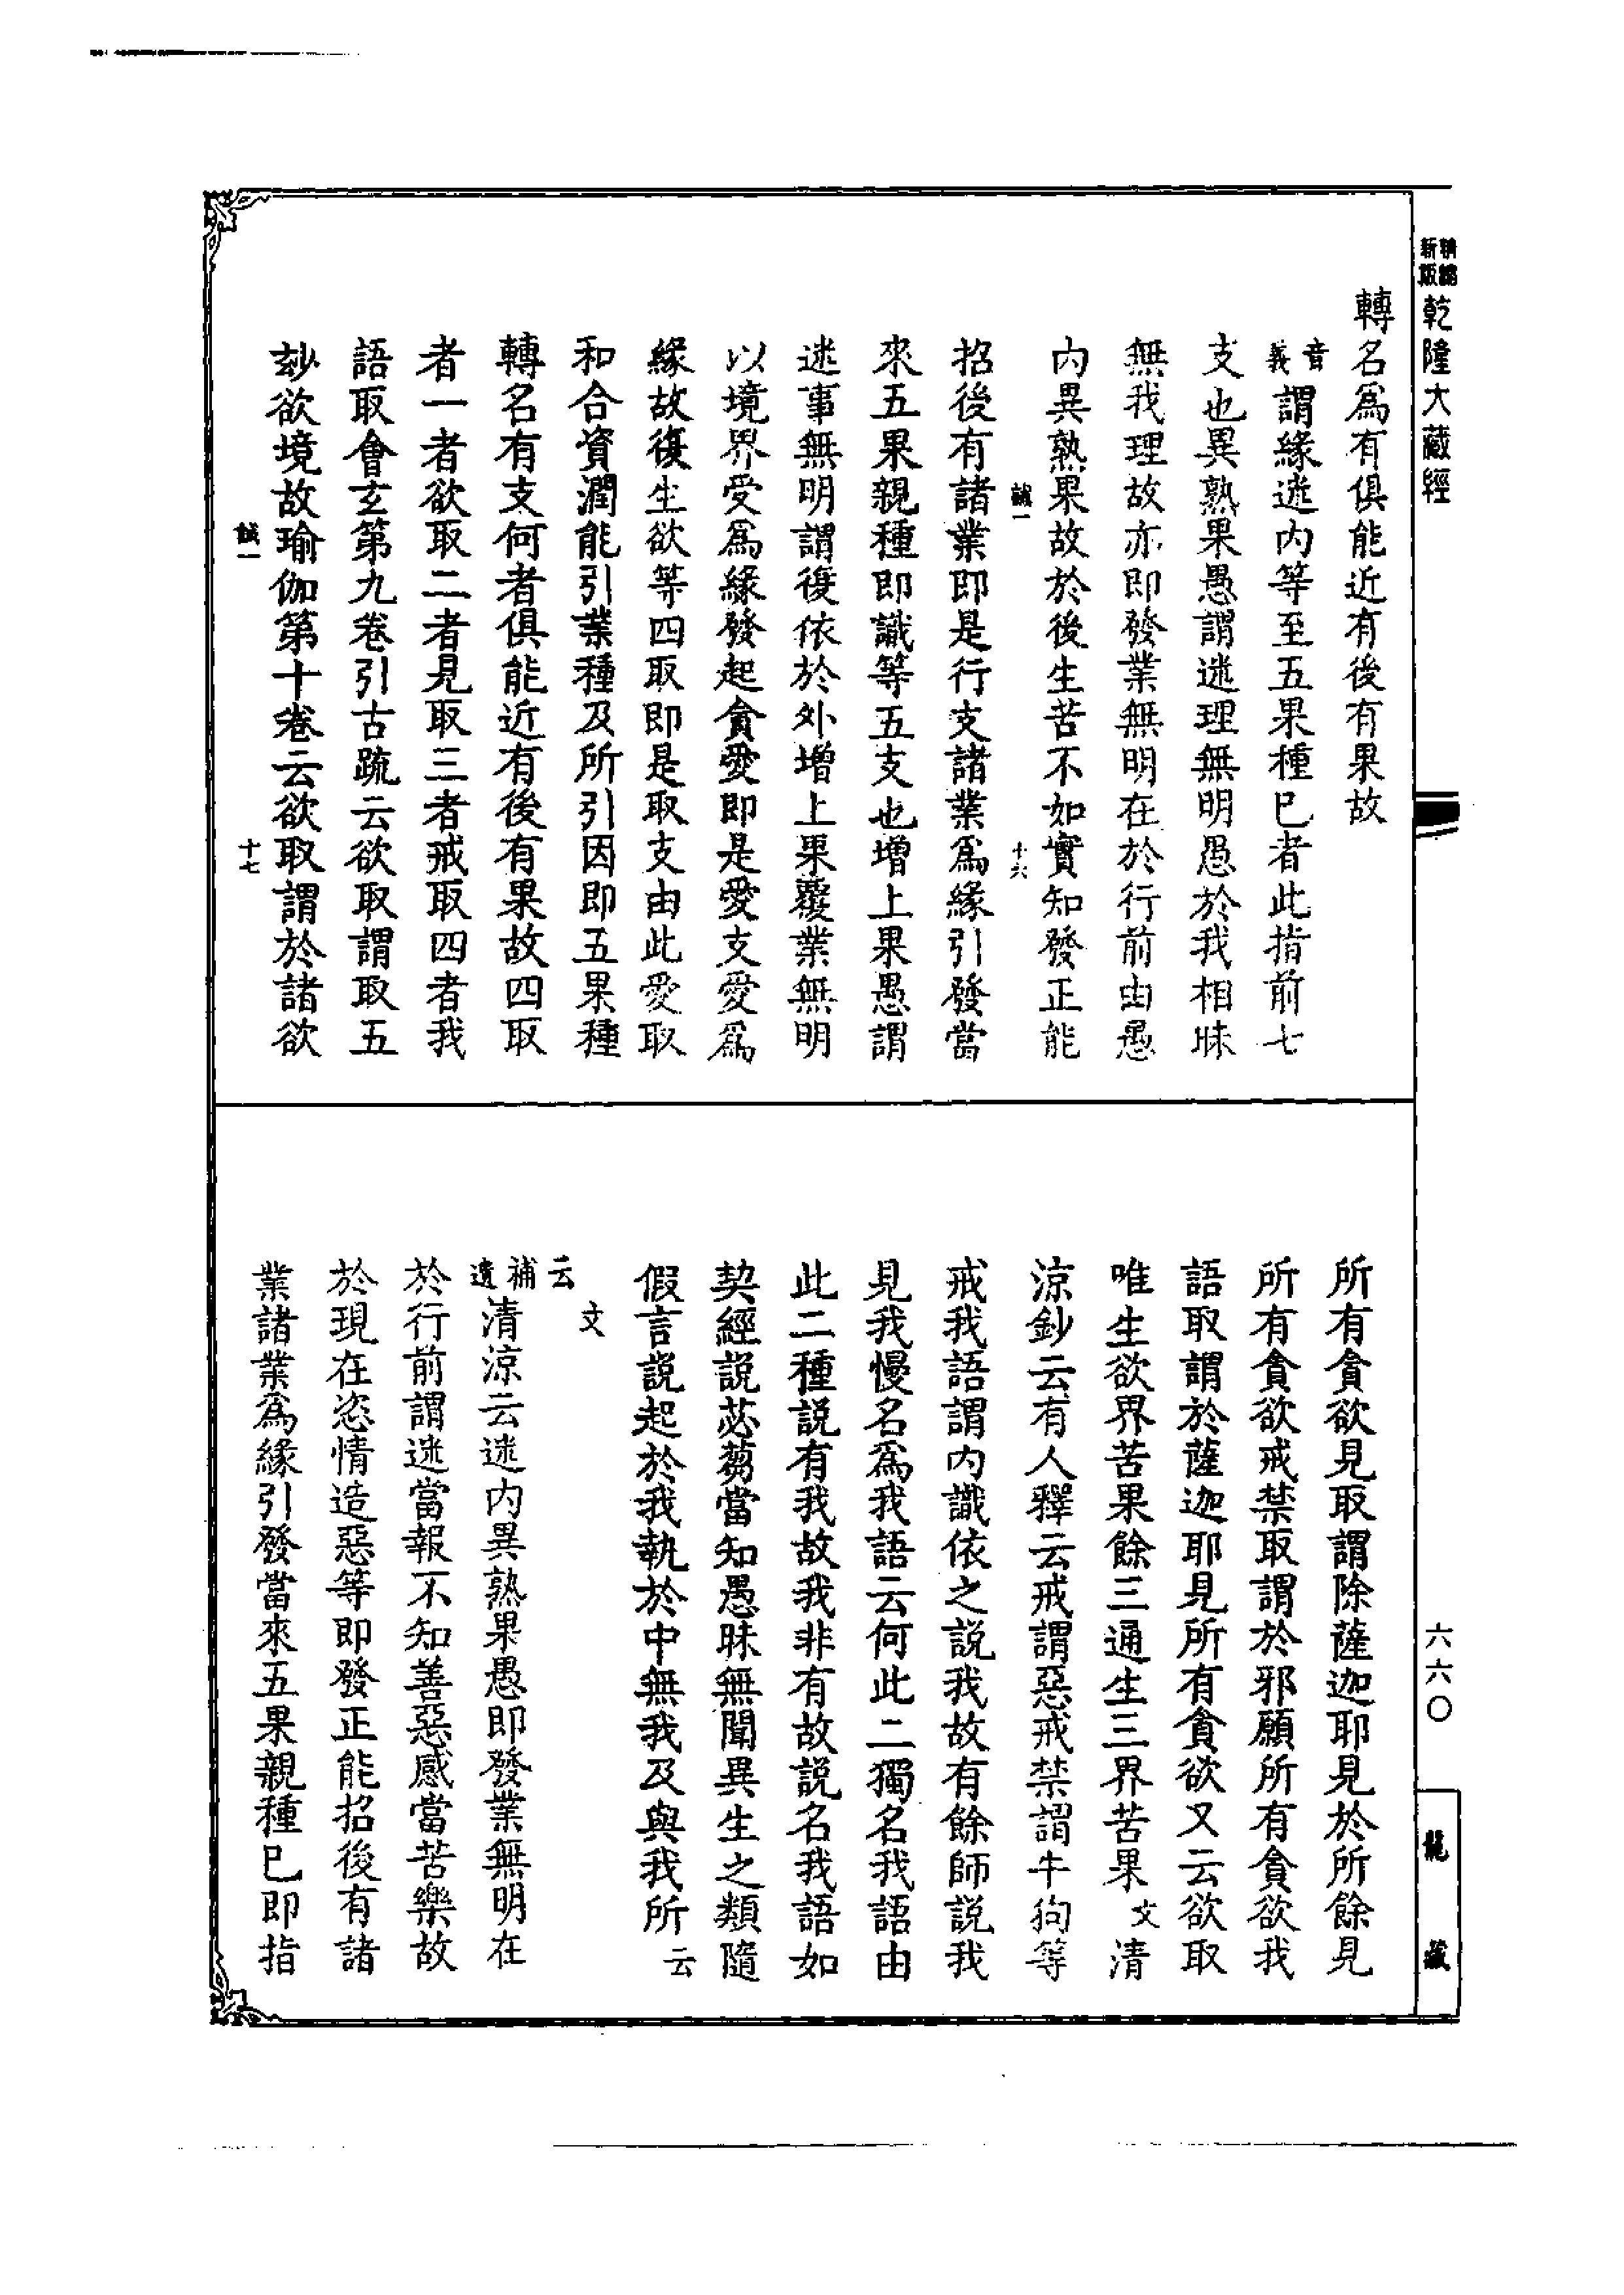 新版
精縮
乾隆大藏經
轉名爲有俱能近有後有果故
音義謂緣迷内等至五果種已者此指前七
支也異熟果愚謂迷理無明愚於我相昧
無我理故亦即發業無明在於行前由愚
内異熟果故於後生苦不如實知發正能
誠一 十六
招後有諸業即是行支諸業爲緣引發當
來五果親種即識等五支也增上果愚謂
迷事無明謂復依於外增上果覆業無明
以境界受爲緣發起貪愛即是愛支愛爲
緣故復生欲等四取即是取支由此愛取
和合資潤能引業種及所引因即五果種
轉名有支何者俱能近有後有果故四取
者一者欲取二者見取三者戒取四者我
語取會玄第九卷引古疏云欲取謂取五
玅欲境故瑜伽第十卷云欲取謂於諸欲
誠一 十七
所有貪欲見取謂除薩迦耶見於所餘見
所有貪欲戒禁取謂於邪願所有貪欲我
語取謂於薩迦耶見所有貪欲又云欲取
唯生欲界苦果餘三通生三界苦果文清
涼鈔云有人釋云戒謂惡戒禁謂牛狗等
戒我語謂内識依之説我故有餘師説我
見我慢名爲我語云何此二獨名我語由
此二種説有我故我非有故説名我語如
契經説苾芻當知愚昧無聞異生之類隨
假言説起於我執於中無我及與我所云
云文
補遺清涼云迷内異熟果愚即發業無明在
於行前謂迷當報不知善惡感當苦樂故
於現在恣情造惡等即發正能招後有諸
業諸業爲緣引發當來五果親種已即指
六六〇
龍藏